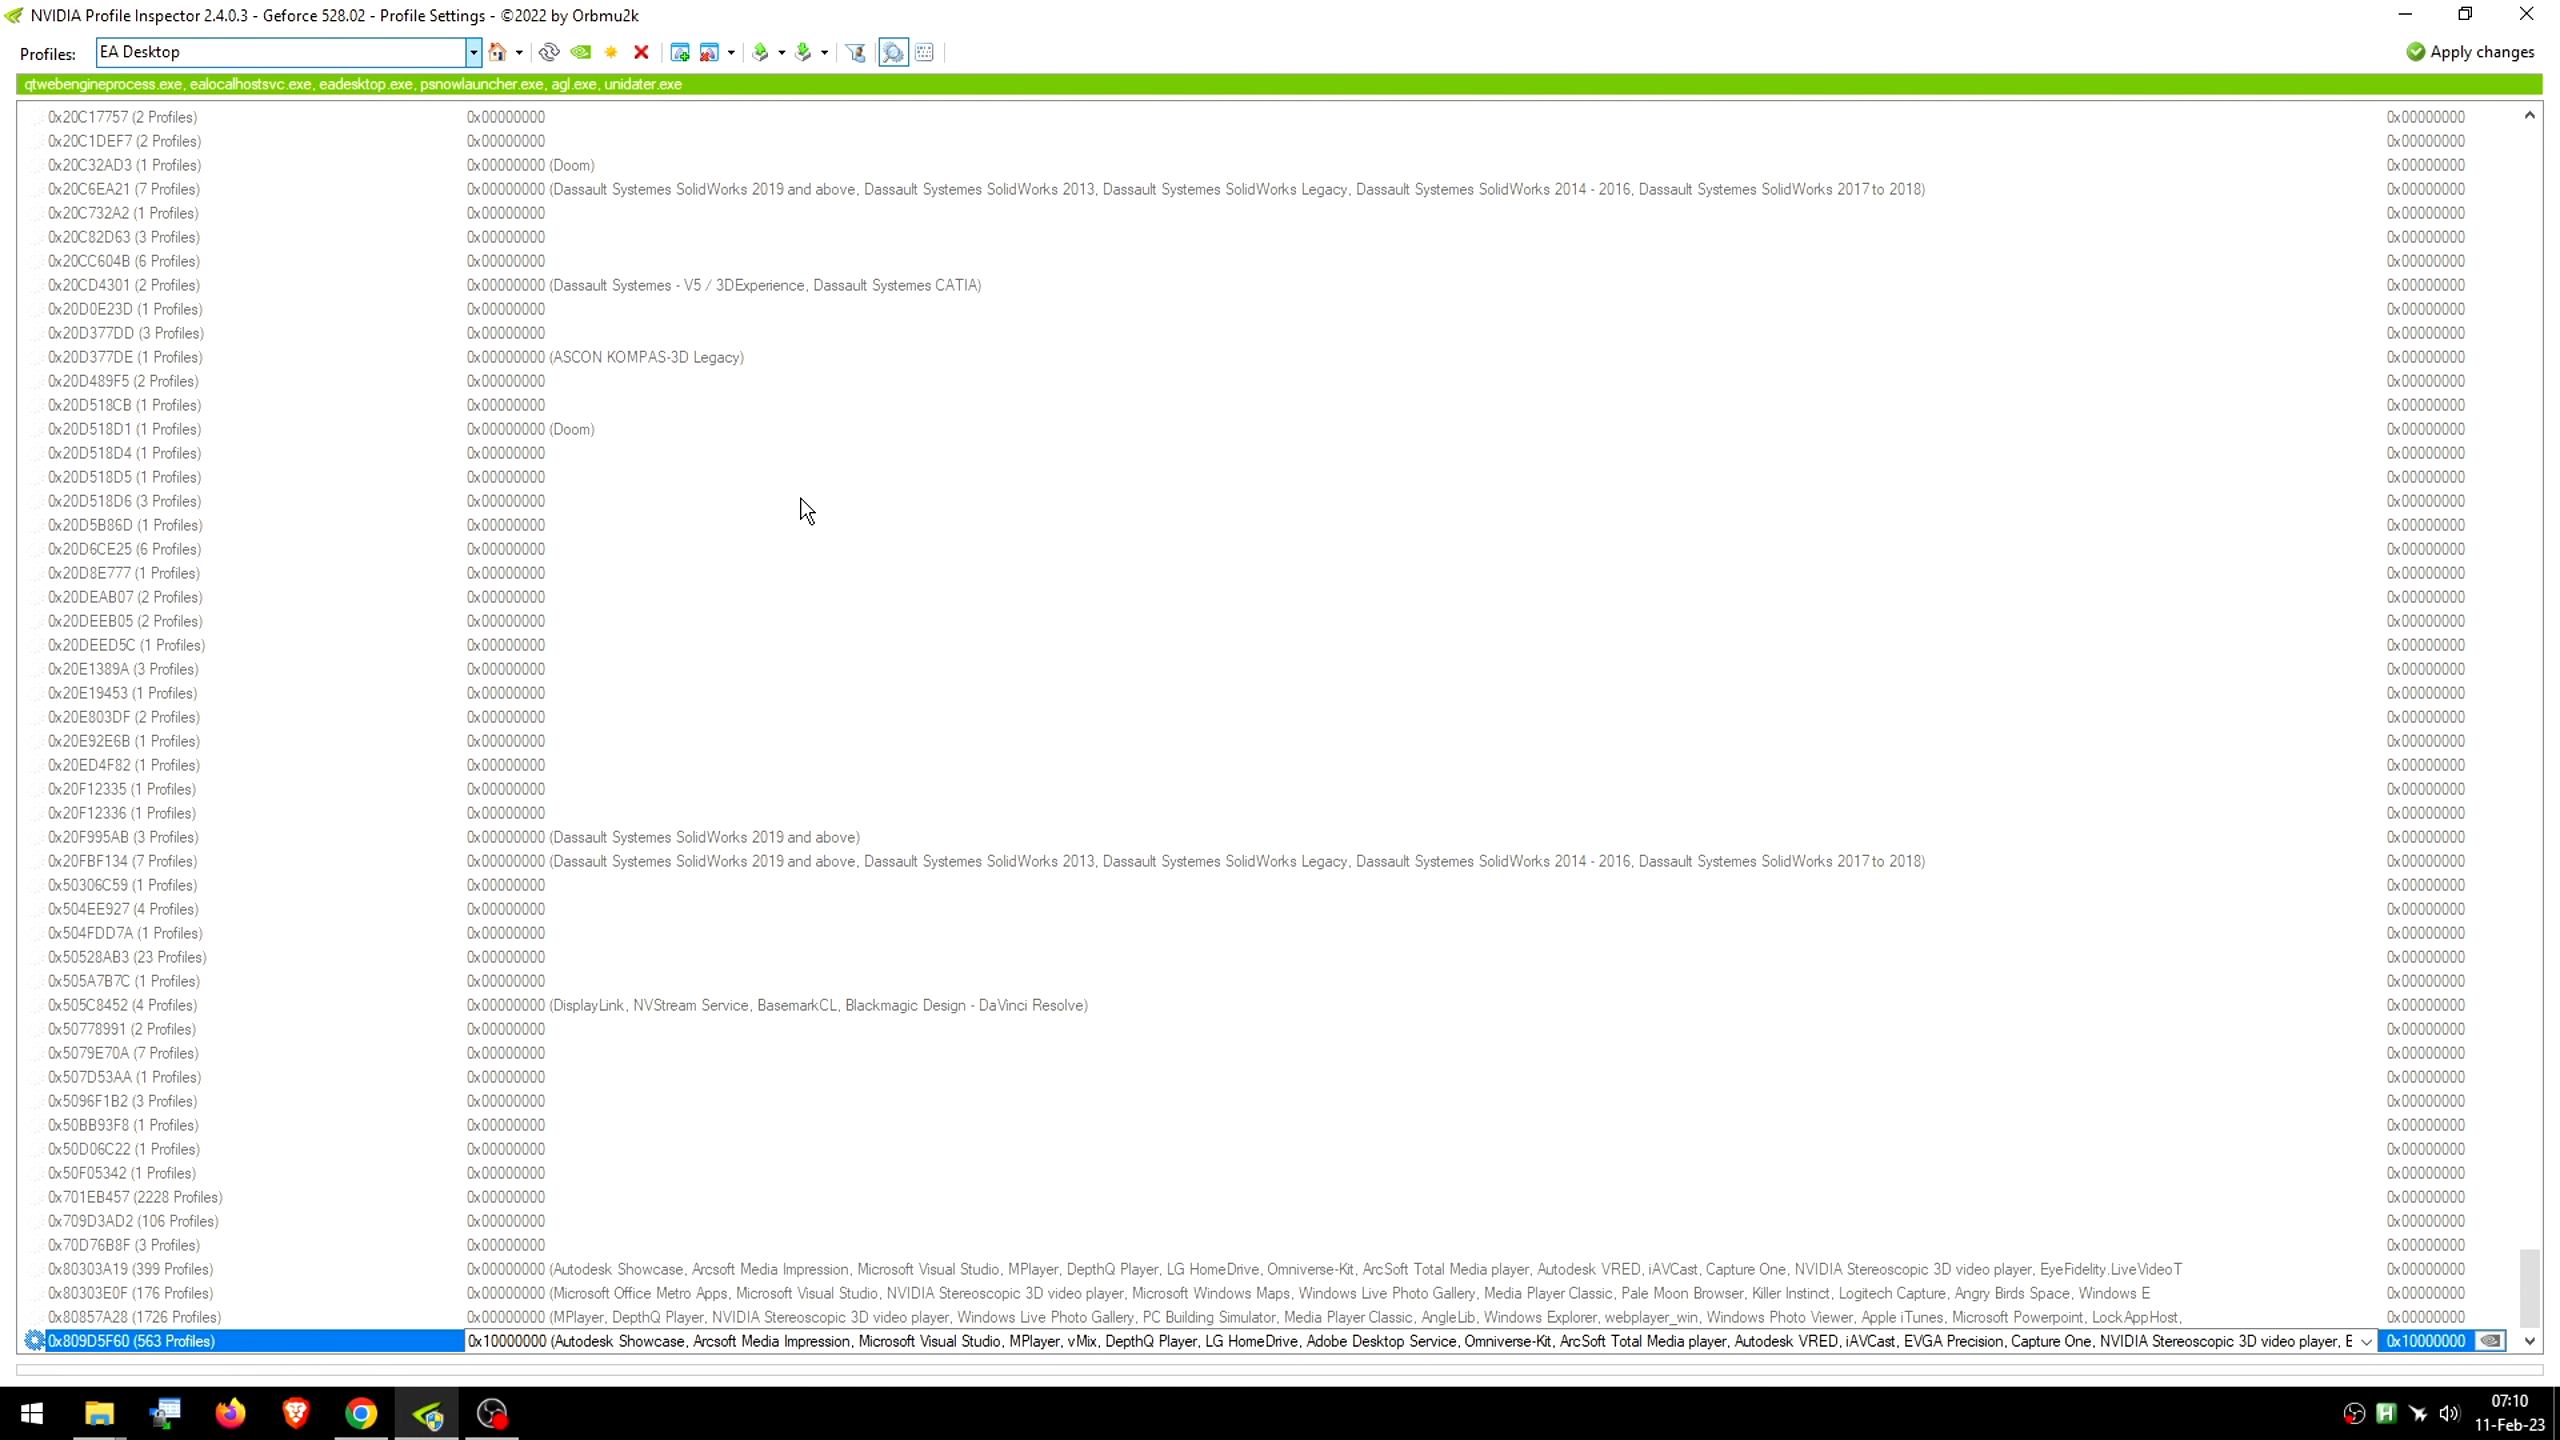 NVIDIA Profile Inspector 2.4.0.3 - Geforce 528.02 - Profile Settings - ©2022 by Orbmu2k
Profiles: EA Desktop Apply changes
qtwebengineprocess.exe, ealocalhostsvc.exe, eadesktop.exe, psnowlauncher.exe, agl.exe, unidater.exe
0x20C17757 (2 Profiles) 0x00000000 0x00000000
0x20C1DEF7 (2 Profiles) 0x00000000 0x00000000
0x20C32AD3 (1 Profiles) 0x00000000 (Doom) 0x00000000
0x20C6EA21 (7 Profiles) 0x00000000 (Dassault Systemes SolidWorks 2019 and above, Dassault Systemes SolidWorks 2013, Dassault Systemes SolidWorks Legacy, Dassault Systemes SolidWorks 2014 - 2016, Dassault Systemes SolidWorks 2017 to 2018) 0x00000000
0x20C732A2 (1 Profiles) 0x00000000 0x00000000
0x20C82D63 (3 Profiles) 0x00000000 0x00000000
0x20CC604B (6 Profiles) 0x00000000 0x00000000
0x20CD4301 (2 Profiles) 0x00000000 (Dassault Systemes - V5 / 3DExperience, Dassault Systemes CATIA) 0x00000000
0x20D0E23D (1 Profiles) 0x00000000 0x00000000
0x20D377DD (3 Profiles) 0x00000000 0x00000000
0x20D377DE (1 Profiles) 0x00000000 (ASCON KOMPAS-3D Legacy) 0x00000000
0x20D489F5 (2 Profiles) 0x00000000 0x00000000
0x20D518CB (1 Profiles) 0x00000000 0x00000000
0x20D518D1 (1 Profiles) 0x00000000 (Doom) 0x00000000
0x20D518D4 (1 Profiles) 0x00000000 0x00000000
0x20D518D5 (1 Profiles) 0x00000000 0x00000000
0x20D518D6 (3 Profiles) 0x00000000 0x00000000
0x20D5B86D (1 Profiles) 0x00000000 0x00000000
0x20D6CE25 (6 Profiles) 0x00000000 0x00000000
0x20D8E777 (1 Profiles) 0x00000000 0x00000000
0x20DEAB07 (2 Profiles) 0x00000000 0x00000000
0x20DEEB05 (2 Profiles) 0x00000000 0x00000000
0x20DEED5C (1 Profiles) 0x00000000 0x00000000
0x20E1389A (3 Profiles) 0x00000000 0x00000000
0x20E19453 (1 Profiles) 0x00000000 0x00000000
0x20E803DF (2 Profiles) 0x00000000 0x00000000
0x20E92E6B (1 Profiles) 0x00000000 0x00000000
0x20ED4F82 (1 Profiles) 0x00000000 0x00000000
0x20F12335 (1 Profiles) 0x00000000 0x00000000
0x20F12336 (1 Profiles) 0x00000000 0x00000000
0x20F995AB (3 Profiles) 0x00000000 (Dassault Systemes SolidWorks 2019 and above) 0x00000000
0x20FBF134 (7 Profiles) 0x00000000 (Dassault Systemes SolidWorks 2019 and above, Dassault Systemes SolidWorks 2013, Dassault Systemes SolidWorks Legacy, Dassault Systemes SolidWorks 2014 - 2016, Dassault Systemes SolidWorks 2017 to 2018) 0x00000000
0x50306C59 (1 Profiles) 0x00000000 0x00000000
0x504EE927 (4 Profiles) 0x00000000 0x00000000
0x504FDD7A (1 Profiles) 0x00000000 0x00000000
0x50528AB3 (23 Profiles) 0x00000000 0x00000000
0x505A7B7C (1 Profiles) 0x00000000 0x00000000
0x505C8452 (4 Profiles) 0x00000000 (DisplayLink, NVStream Service, BasemarkCL, Blackmagic Design - DaVinci Resolve) 0x00000000
0x50778991 (2 Profiles) 0x00000000 0x00000000
0x5079E70A (7 Profiles) 0x00000000 0x00000000
0x507D53AA (1 Profiles) 0x00000000 0x00000000
0x5096F1B2 (3 Profiles) 0x00000000 0x00000000
0x50BB93F8 (1 Profiles) 0x00000000 0x00000000
0x50D06C22 (1 Profiles) 0x00000000 0x00000000
0x50F05342 (1 Profiles) 0x00000000 0x00000000
0x701EB457 (2228 Profiles) 0x00000000 0x00000000
0x709D3AD2 (106 Profiles) 0x00000000 0x00000000
0x70D76B8F (3 Profiles) 0x00000000 0x00000000
0x80303A19 (399 Profiles) 0x00000000 (Autodesk Showcase, Arcsoft Media Impression, Microsoft Visual Studio, MPlayer, DepthQ Player, LG HomeDrive, Omniverse-Kit, ArcSoft Total Media player, Autodesk VRED, iAVCast, Capture One, NVIDIA Stereoscopic 3D video player, EyeFidelity.LiveVideoT 0x00000000
0x80303E0F (176 Profiles) 0x00000000 (Microsoft Office Metro Apps, Microsoft Visual Studio, NVIDIA Stereoscopic 3D video player, Microsoft Windows Maps, Windows Live Photo Gallery, Media Player Classic, Pale Moon Browser, Killer Instinct, Logitech Capture, Angry Birds Space, Windows E 0x00000000
0x80857A28 (1726 Profiles) 0x00000000 (MPlayer, DepthQ Player, NVIDIA Stereoscopic 3D video player, Windows Live Photo Gallery, PC Building Simulator, Media Player Classic, AngleLib, Windows Explorer, webplayer_win, Windows Photo Viewer, Apple iTunes, Microsoft Powerpoint, LockAppHost, 0x00000000
0x809D5F60 (563 Profiles) 0x10000000 (Autodesk Showcase, Arcsoft Media Impression, Microsoft Visual Studio, MPlayer, vMix, DepthQ Player, LG HomeDrive, Adobe Desktop Service, Omniverse-Kit, ArcSoft Total Media player, Autodesk VRED, iAVCast, EVGA Precision, Capture One, NVIDIA Stereoscopic 3D video player, E 0x10000000
07:10
11-Feb-23